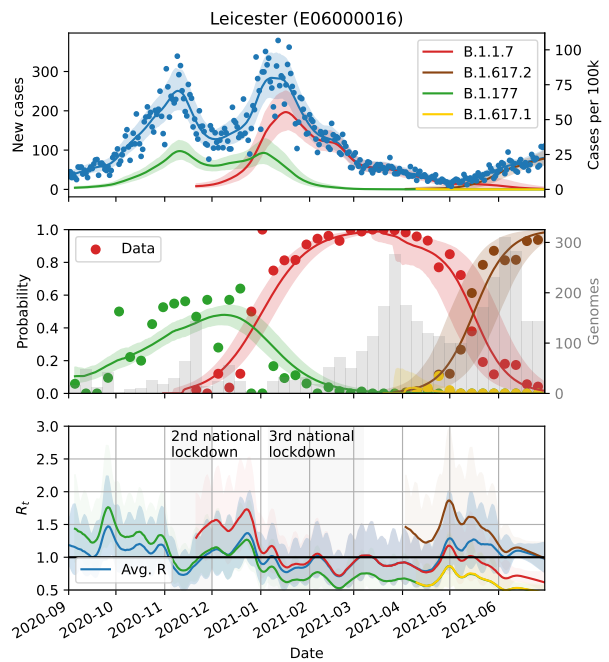 Leicester (E06000016)
New cases
300
200
100
0
B.1.1.7
B.1.617.2
B.1.177
B.1.617.1
100
75
50
25
0
Cases per 100k
Probability
1.0
0.8
0.6
0.4
0.2
0.0
Data
300
200
100
0
Genomes
Rt
3.0
2.5
2.0
1.5
1.0
0.5
2nd national
lockdown
3rd national
lockdown
Avg. R
2020-09
2020-10
2020-11
2020-12
2021-01
2021-02
2021-03
2021-04
2021-05
2021-06
Date